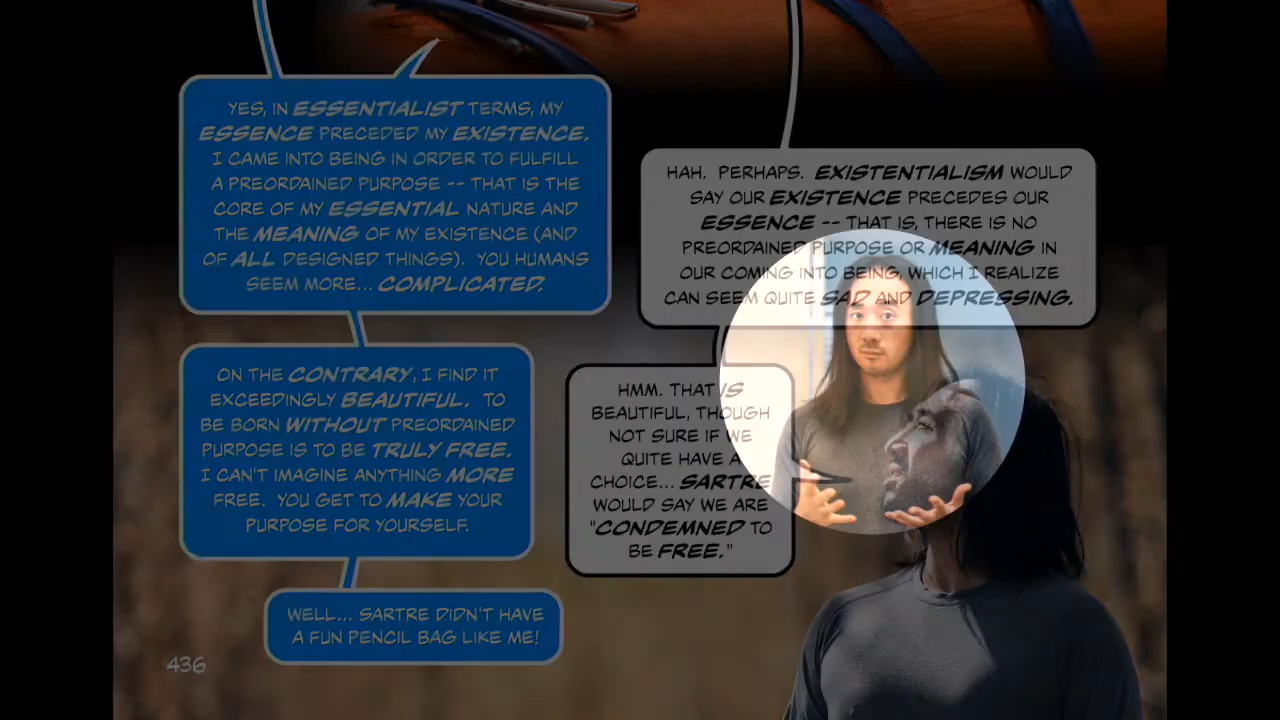 YES, IN ESSENTIALIST TERMS, MY
ESSENCE PRECEDED MY EXISTENCE.
I CAME INTO BEING IN ORDER TO FULFILL
A PREORDAINED PURPOSE -- THAT IS THE
CORE OF MY ESSENTIAL NATURE AND
THE MEANING OF MY EXISTENCE (AND
OF ALL DESIGNED THINGS). YOU HUMANS
SEEM MORE... COMPLICATED.
HAH. PERHAPS. EXISTENTIALISM WOULD
SAY OUR EXISTENCE PRECEDES OUR
ESSENCE -- THAT IS, THERE IS NO
PREORDAINED PURPOSE OR MEANING IN
OUR COMING INTO BEING, WHICH I REALIZE
CAN SEEM QUITE SAD AND DEPRESSING.
ON THE CONTRARY, I FIND IT
EXCEEDINGLY BEAUTIFUL. TO
BE BORN WITHOUT PREORDAINED
PURPOSE IS TO BE TRULY FREE.
I CAN'T IMAGINE ANYTHING MORE
FREE. YOU GET TO MAKE YOUR
PURPOSE FOR YOURSELF.
HMM. THAT IS
BEAUTIFUL, THOUGH
NOT SURE IF WE
QUITE HAVE A
CHOICE... SARTRE
WOULD SAY WE ARE
"CONDEMNED TO
BE FREE."
WELL... SARTRE DIDN'T HAVE
A FUN PENCIL BAG LIKE ME!
436